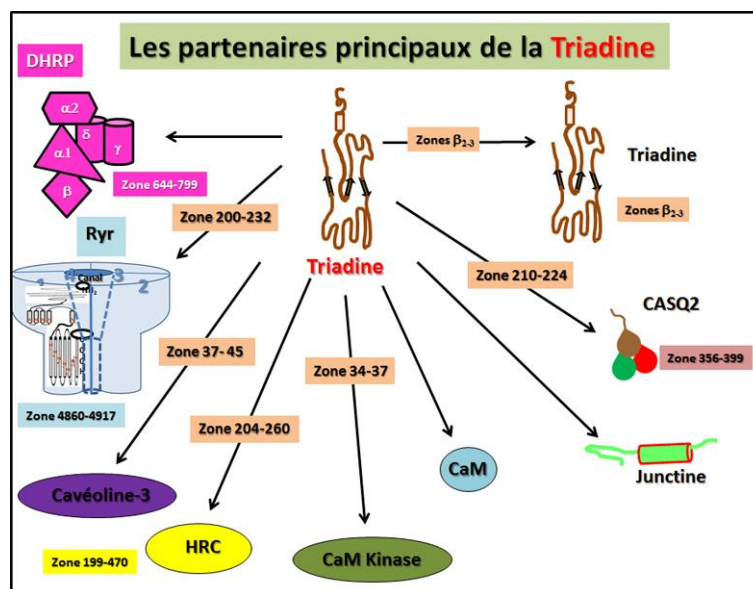 Les partenaires principaux de la Triadine
DHRP
α2
δ
γ
α1
β
Zone 644-799
Zones β2-3
Triadine
Zones β2-3
Zone 200-232
Ryr
Triadine
Zone 210-224
Canal
CASQ2
Zone 356-399
Zone 37- 45
Zone 34-37
Zone 4860-4917
Zone 204-260
CaM
Junctine
Cavéoline-3
HRC
Zone 199-470
CaM Kinase